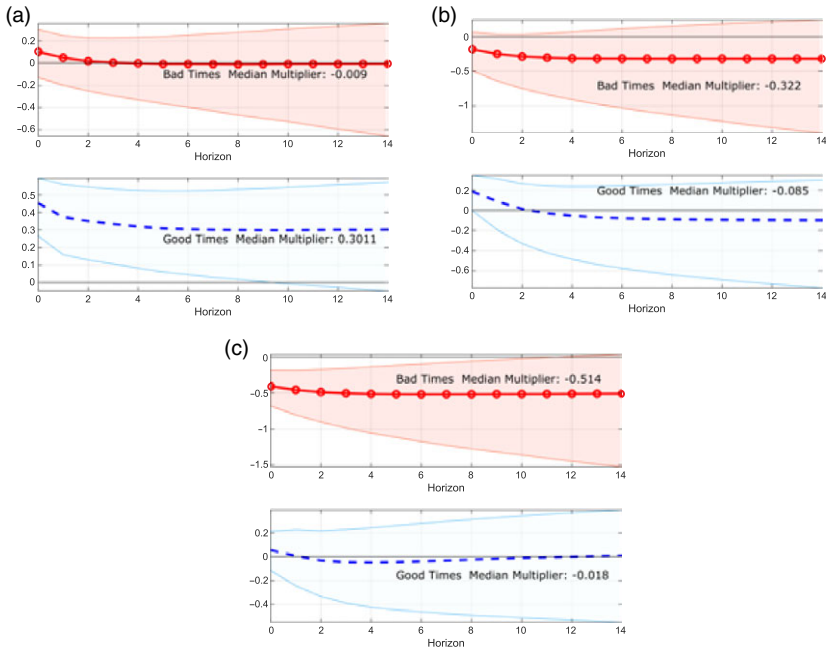 (a)
0.2
0
-0.2
-0.4
-0.6
Bad Times Median Multiplier: -0.009
0 2 4 6 8 10 12 14
Horizon
0.5
0.4
0.3
0.2
0.1
0
Good Times Median Multiplier: 0.3011
0 2 4 6 8 10 12 14
Horizon
(b)
0
-0.5
-1
Bad Times Median Multiplier: -0.322
0 2 4 6 8 10 12 14
Horizon
0.2
0
-0.2
-0.4
-0.6
Good Times Median Multiplier: -0.085
0 2 4 6 8 10 12 14
Horizon
(c)
0
-0.5
-1
-1.5
Bad Times Median Multiplier: -0.514
0 2 4 6 8 10 12 14
Horizon
0.2
0
-0.2
-0.4
Good Times Median Multiplier: -0.018
0 2 4 6 8 10 12 14
Horizon